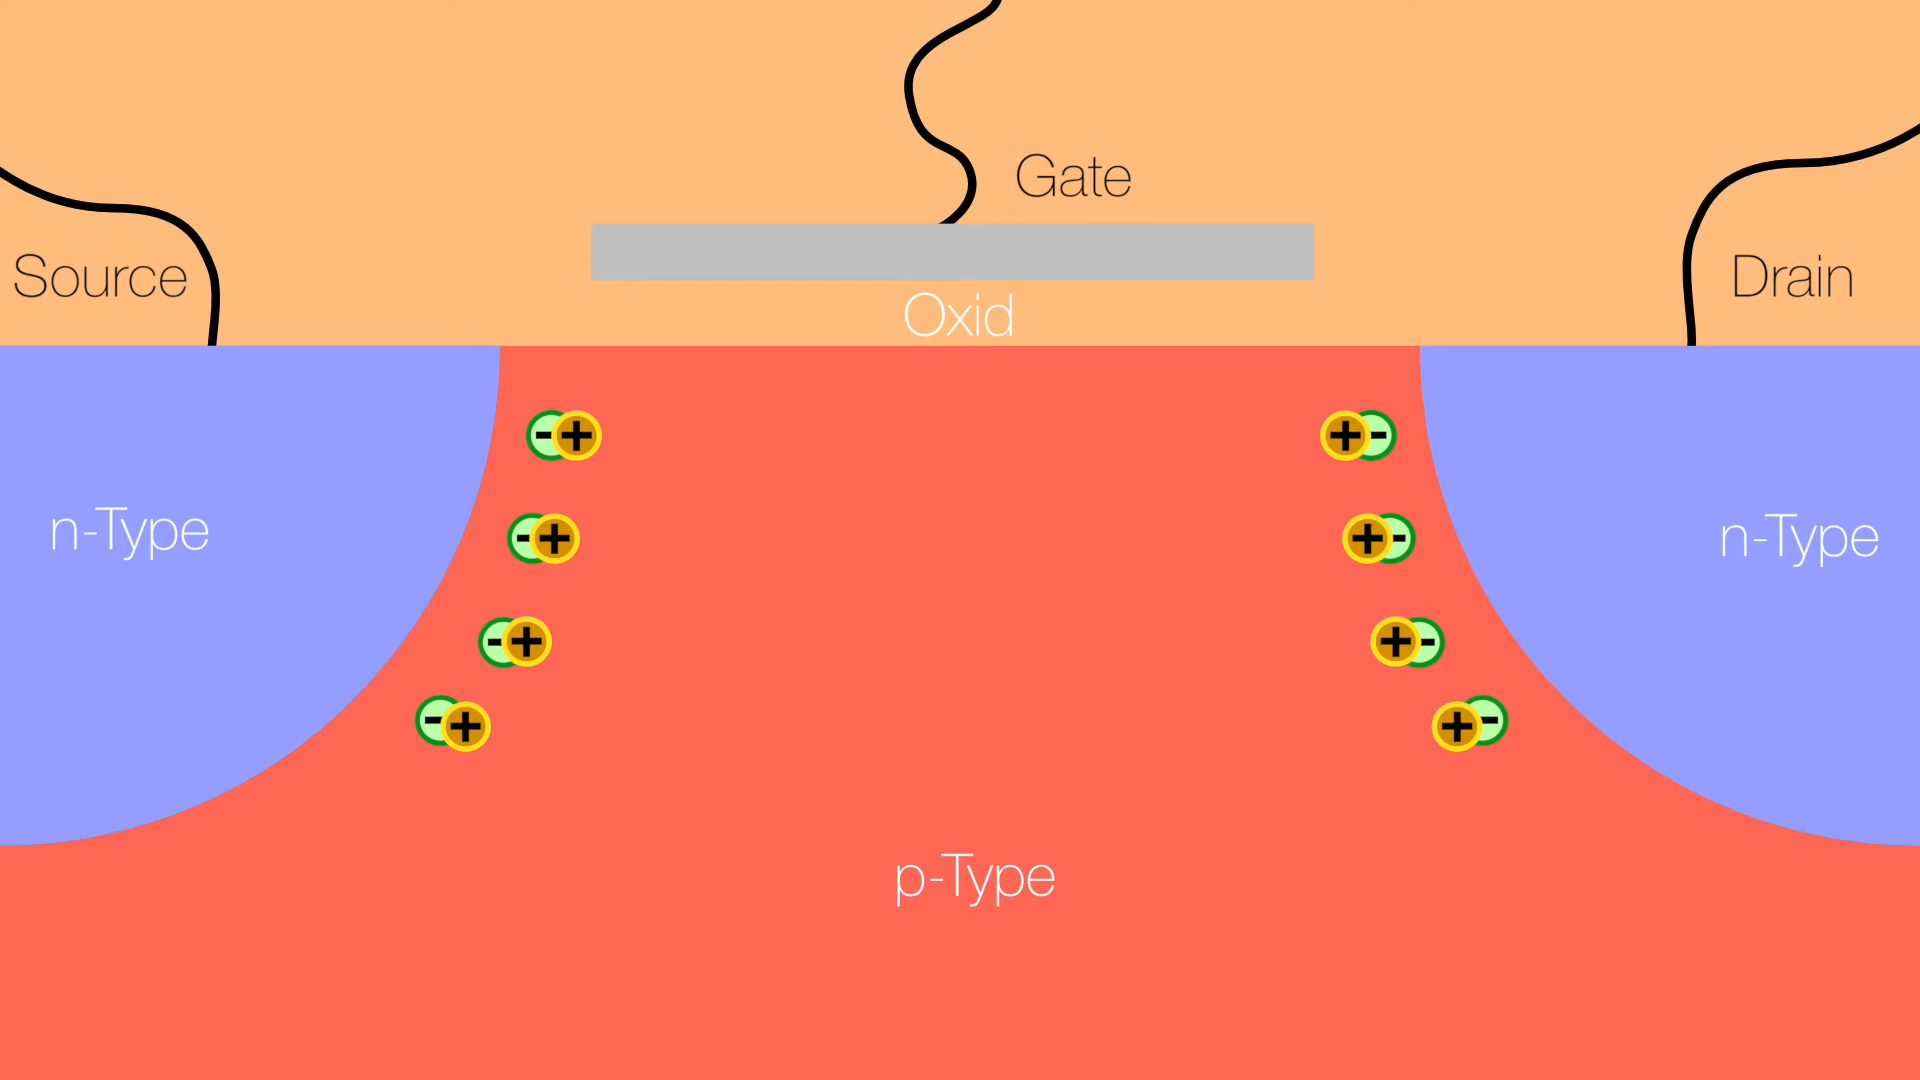 Gate
Source
Drain
Oxid
n-Type
n-Type
p-Type